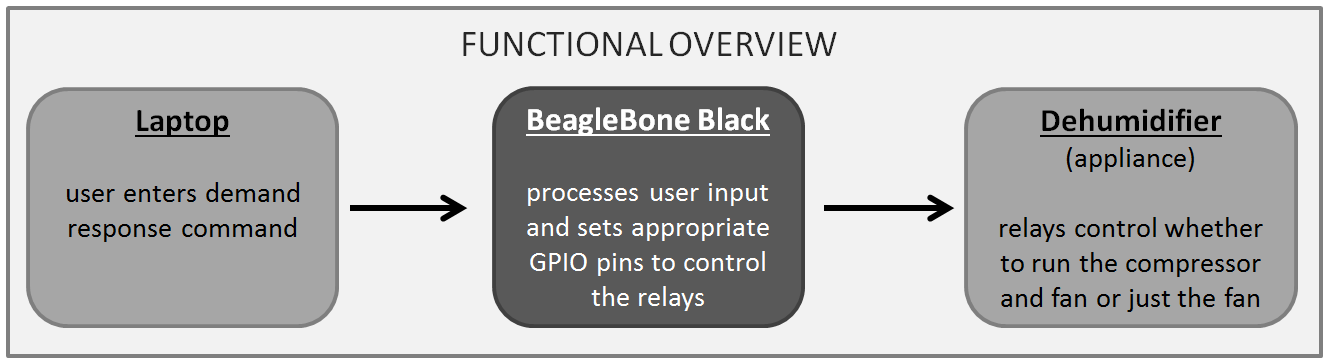 FUNCTIONAL OVERVIEW
Laptop
user enters demand
response command
BeagleBone Black
processes user input
and sets appropriate
GPIO pins to control
the relays
Dehumidifier
(appliance)
relays control whether
to run the compressor
and fan or just the fan